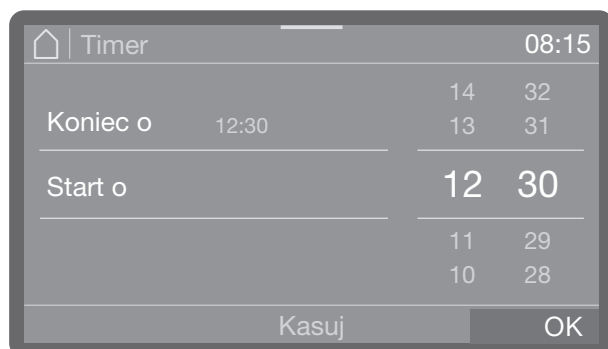 Timer 08:15
14 32
Koniec o 12:30 13 31
Start o 12 30
11 29
10 28
Kasuj OK